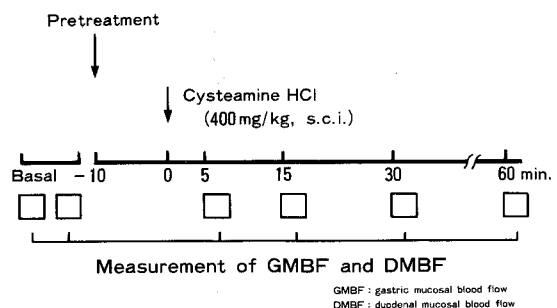 Pretreatment
Cysteamine HCl
(400 mg/kg, s.c.i.)
Basal -10 0 5 15 30 60 min.
Measurement of GMBF and DMBF
GMBF : gastric mucosal blood flow
DMBF : duodenal mucosal blood flow